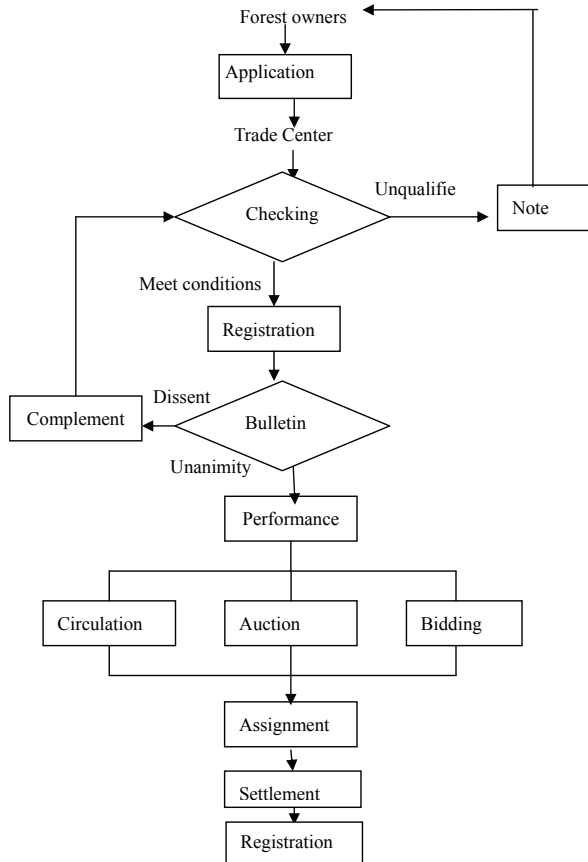 Forest owners
Application
Trade Center
Unqualifie
Checking
Note
Meet conditions
Registration
Dissent
Complement
Bulletin
Unanimity
Performance
Circulation
Auction
Bidding
Assignment
Settlement
Registration